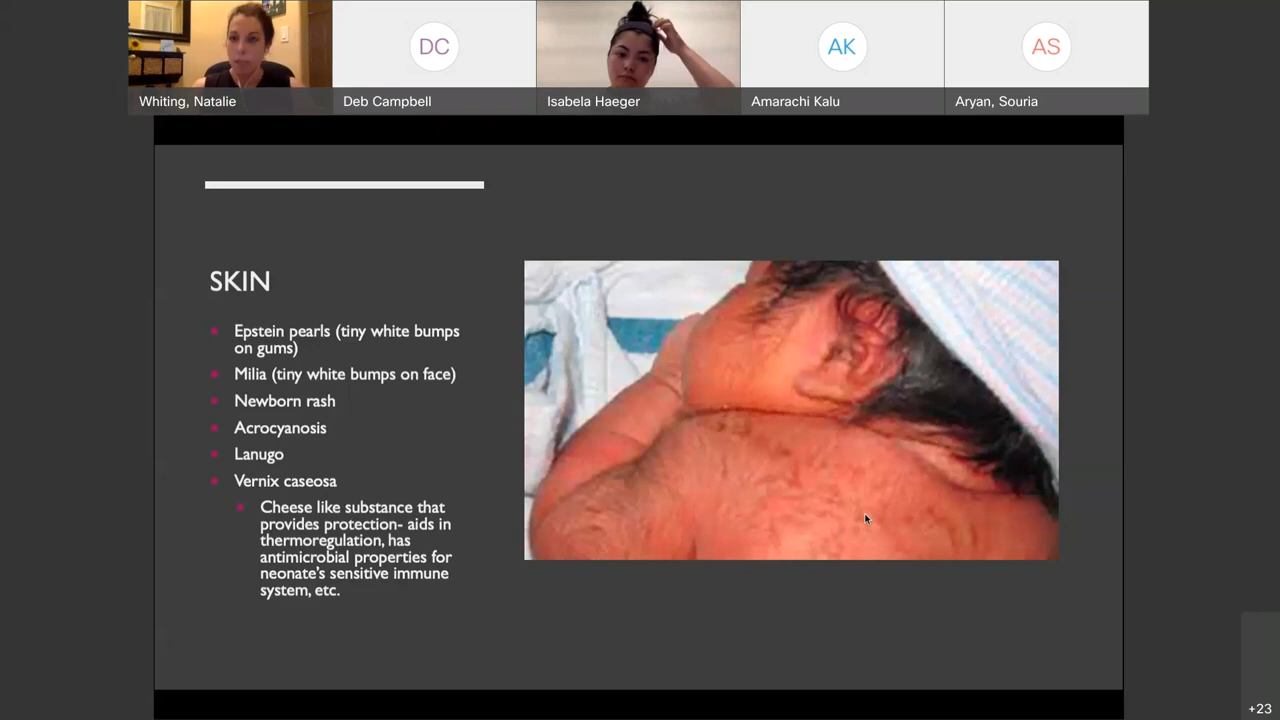 DC
AK
AS
Whiting, Natalie
Deb Campbell
Isabela Haeger
Amarachi Kalu
Aryan, Souria
SKIN
Epstein pearls (tiny white bumps
on gums)
Milia (tiny white bumps on face)
Newborn rash
Acrocyanosis
Lanugo
Vernix caseosa
Cheese like substance that
provides protection- aids in
thermoregulation, has
antimicrobial properties for
neonate's sensitive immune
system, etc.
+23